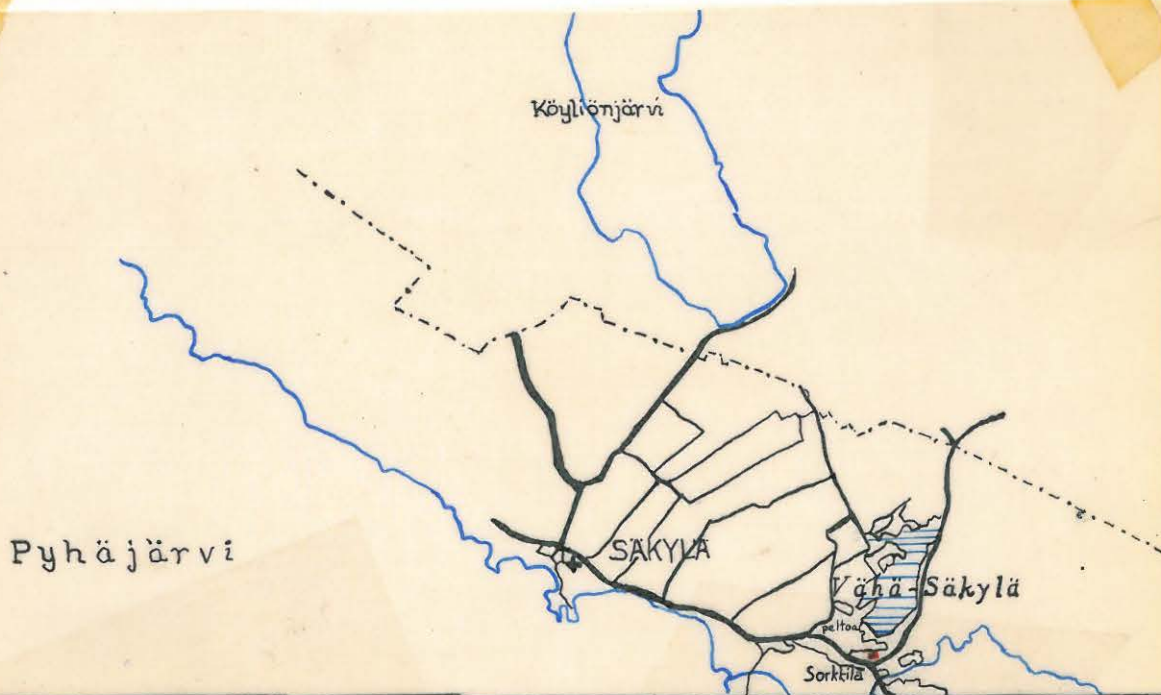 Köyliönjärvi
Pyhäjärvi
SÄKYLÄ
Vähä-Säkylä
peltoa
Sorkkila